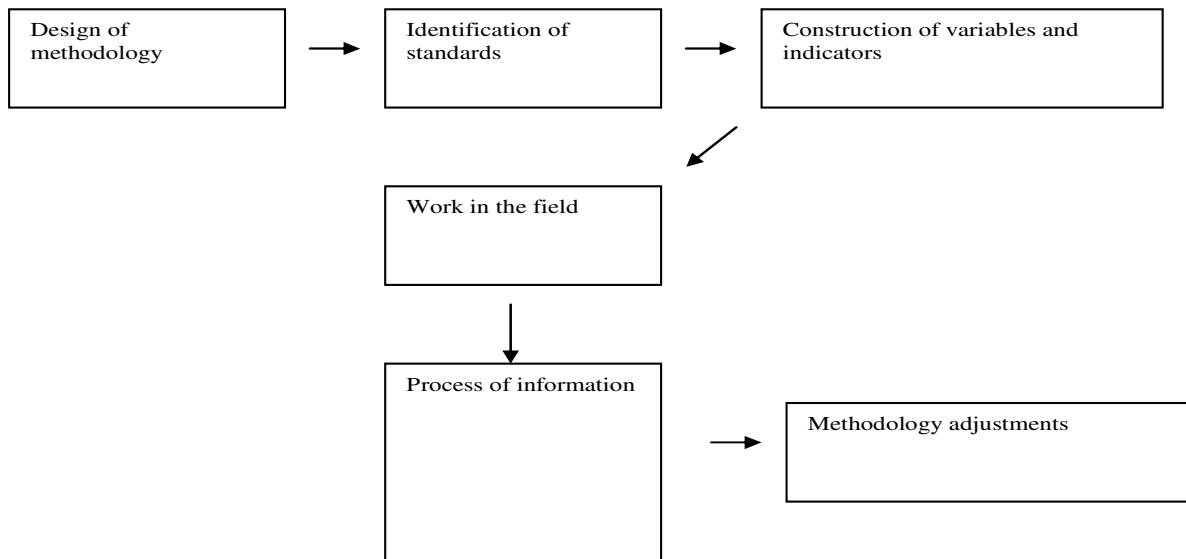 Design of
methodology
Identification of
standards
Construction of variables and
indicators
Work in the field
Process of information
Methodology adjustments